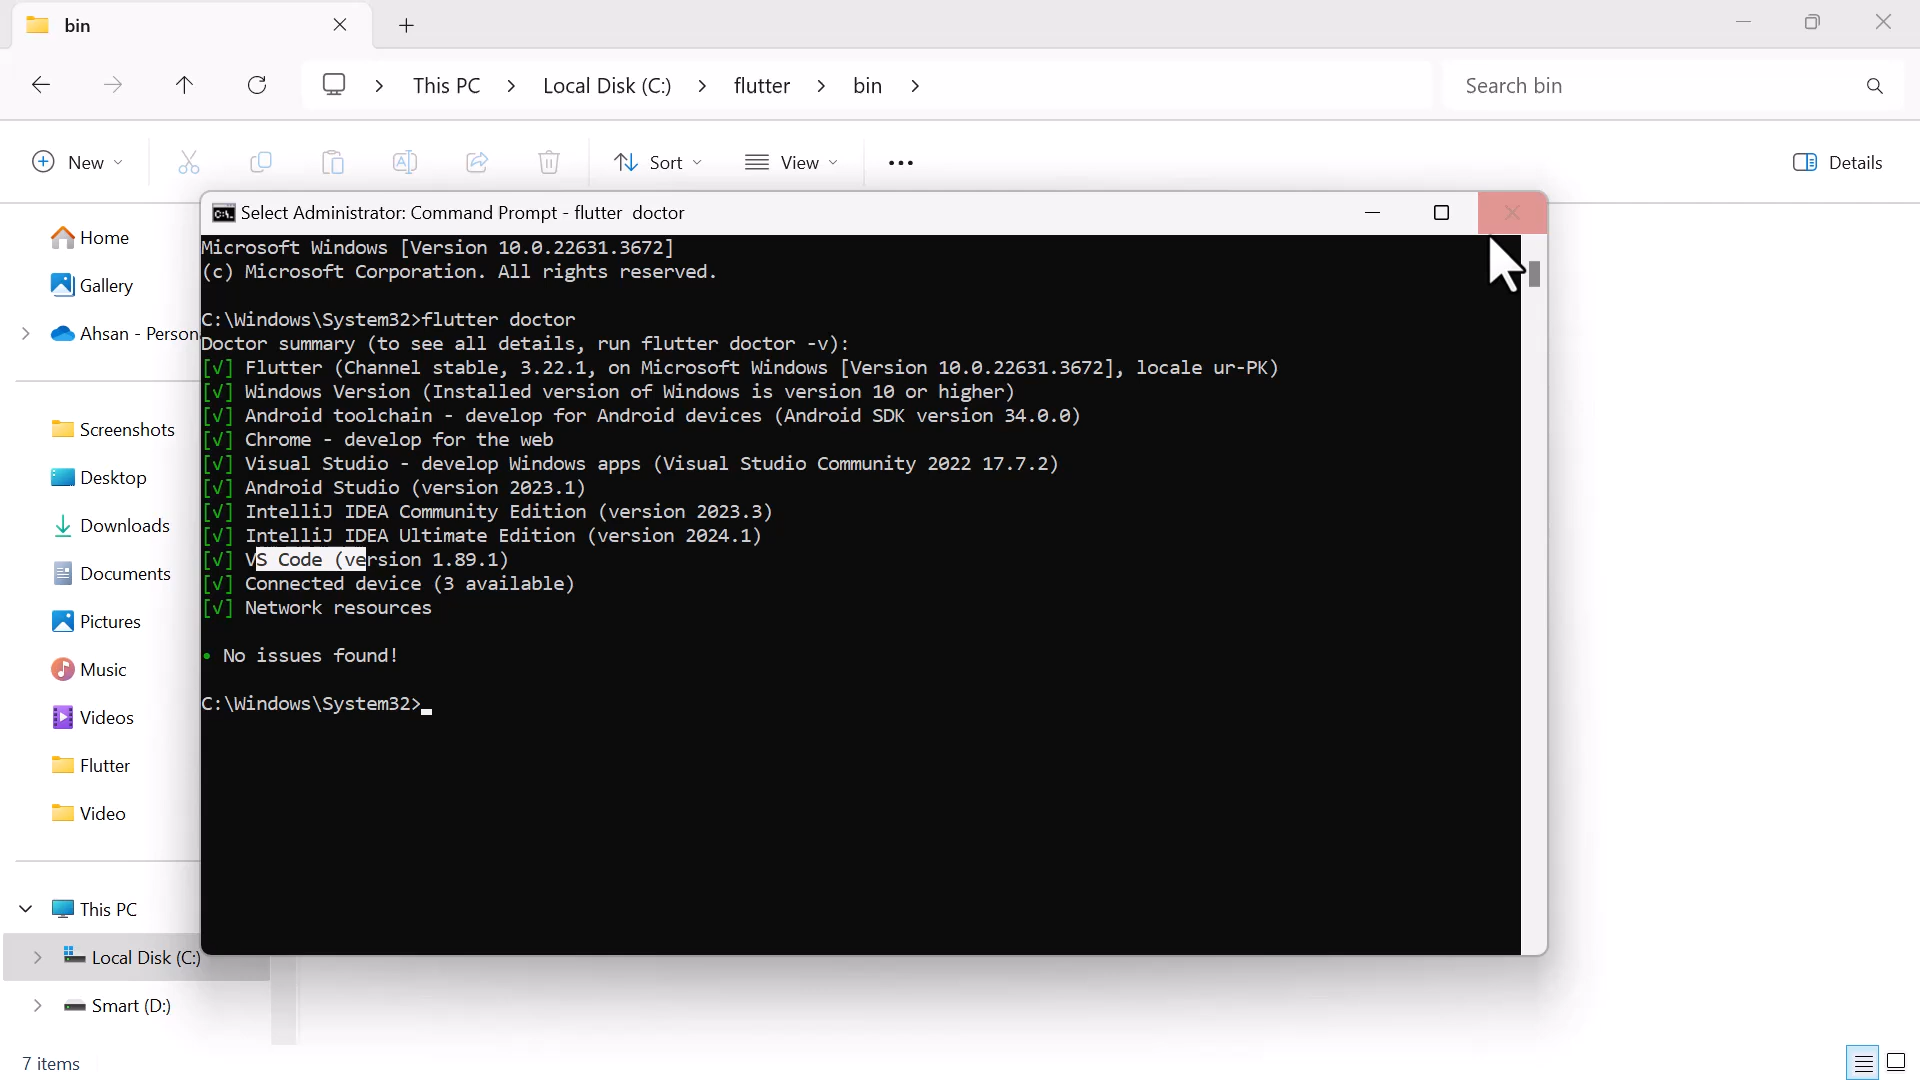 bin
This PC
Local Disk (C:)
flutter
bin
Search bin
New
Sort
View
Details
Home
Gallery
Ahsan - Person
Screenshots
Desktop
Downloads
Documents
Pictures
Music
Videos
Flutter
Video
This PC
Local Disk (C:)
Smart (D:)
7 items
Select Administrator: Command Prompt - flutter  doctor
Microsoft Windows [Version 10.0.22631.3672]
(c) Microsoft Corporation. All rights reserved.
C:\Windows\System32>flutter doctor
Doctor summary (to see all details, run flutter doctor -v):
[√] Flutter (Channel stable, 3.22.1, on Microsoft Windows [Version 10.0.22631.3672], locale ur-PK)
[√] Windows Version (Installed version of Windows is version 10 or higher)
[√] Android toolchain - develop for Android devices (Android SDK version 34.0.0)
[√] Chrome - develop for the web
[√] Visual Studio - develop Windows apps (Visual Studio Community 2022 17.7.2)
[√] Android Studio (version 2023.1)
[√] IntelliJ IDEA Community Edition (version 2023.3)
[√] IntelliJ IDEA Ultimate Edition (version 2024.1)
[√] VS Code (version 1.89.1)
[√] Connected device (3 available)
[√] Network resources
• No issues found!
C:\Windows\System32>